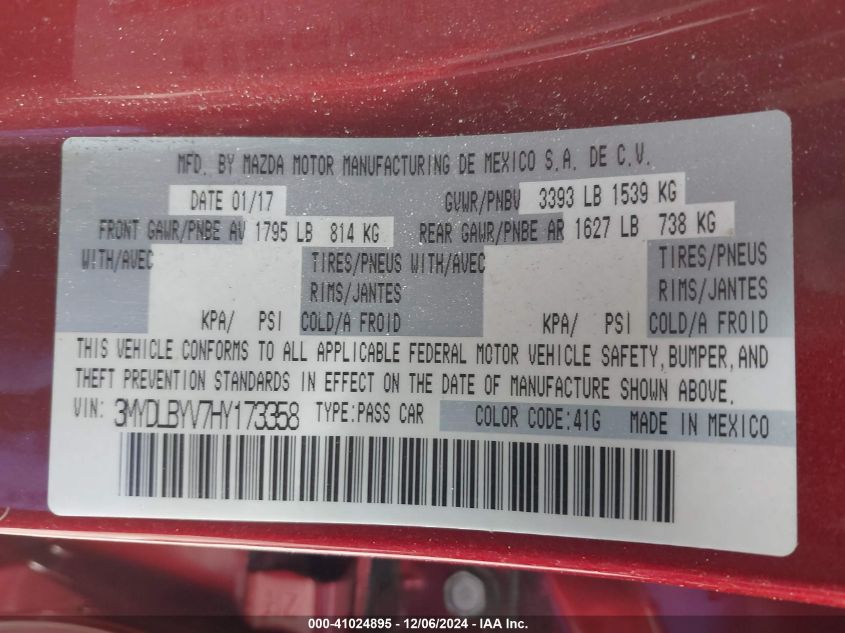 MFD. BY MAZDA MOTOR MANUFACTURING DE MEXICO S.A. DE C.V.
DATE 01/17 GVWR/PNBV 3393 LB 1539 KG
FRONT GAWR/PNBE AV 1795 LB 814 KG REAR GAWR/PNBE AR 1627 LB 738 KG
WITH/AVEC TIRES/PNEUS WITH/AVEC TIRES/PNEUS
RIMS/JANTES RIMS/JANTES
KPA/ PSI COLD/A FROID KPA/ PSI COLD/A FROID
THIS VEHICLE CONFORMS TO ALL APPLICABLE FEDERAL MOTOR VEHICLE SAFETY, BUMPER, AND
THEFT PREVENTION STANDARDS IN EFFECT ON THE DATE OF MANUFACTURE SHOWN ABOVE.
VIN: 3MYDLBYV7HY173358 TYPE:PASS CAR COLOR CODE:41G MADE IN MEXICO
000-41024895 - 12/06/2024 - IAA Inc.